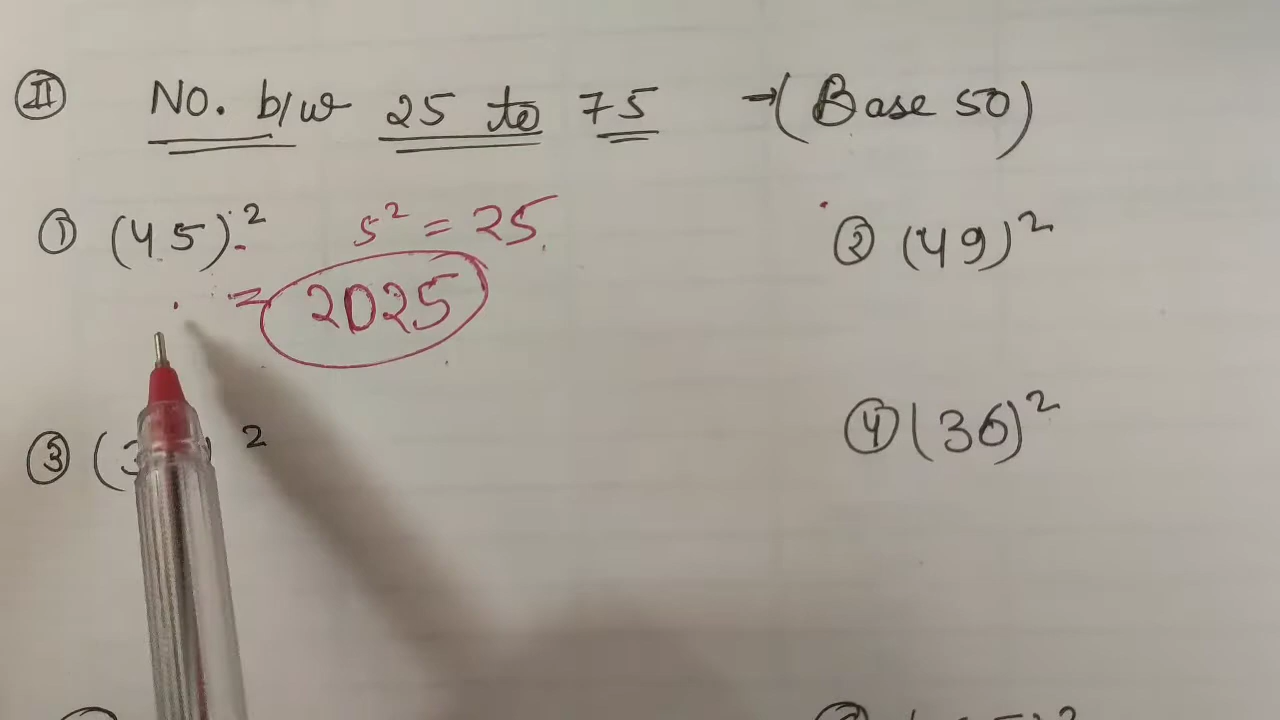 II No. b/w 25 to 75 → (Base 50)
① (45)² 5² = 25
② (49)²
= 2025
③ (3 ) ²
④ (36)²